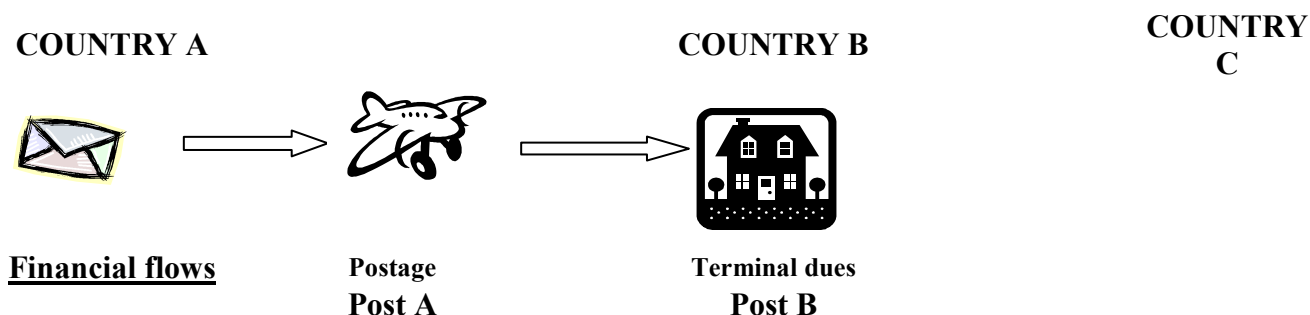 COUNTRY A
COUNTRY B
COUNTRY
C
Financial flows
Postage
Terminal dues
Post A
Post B